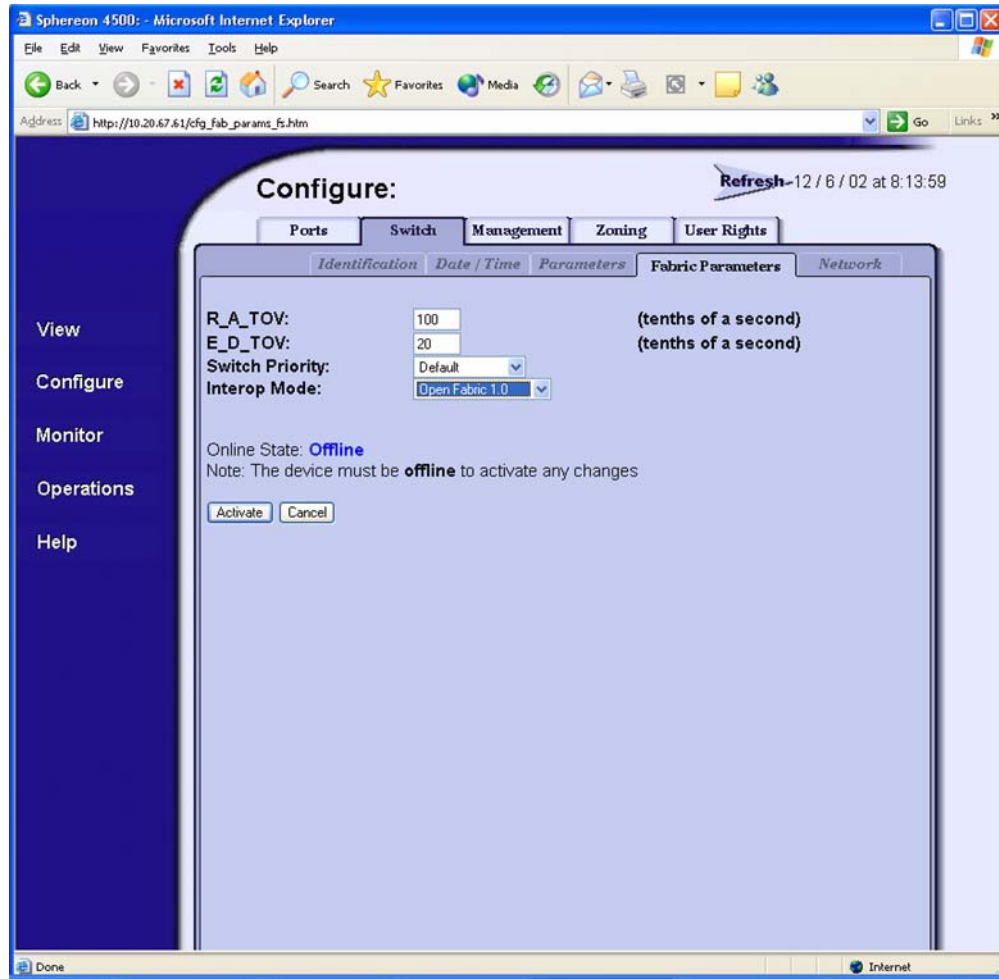 Sphereon 4500: - Microsoft Internet Explorer
File Edit View Favorites Tools Help
Back Search Favorites Media
Address http://10.20.67.61/cfg_fab_params_fs.htm Go Links »
Configure:
Refresh-12 / 6 / 02 at 8:13:59
Ports Switch Management Zoning User Rights
Identification Date / Time Parameters Fabric Parameters Network
View
Configure
Monitor
Operations
Help
R_A_TOV: 100 (tenths of a second)
E_D_TOV: 20 (tenths of a second)
Switch Priority: Default
Interop Mode: Open Fabric 1.0
Online State: Offline
Note: The device must be offline to activate any changes
Activate Cancel
Done Internet